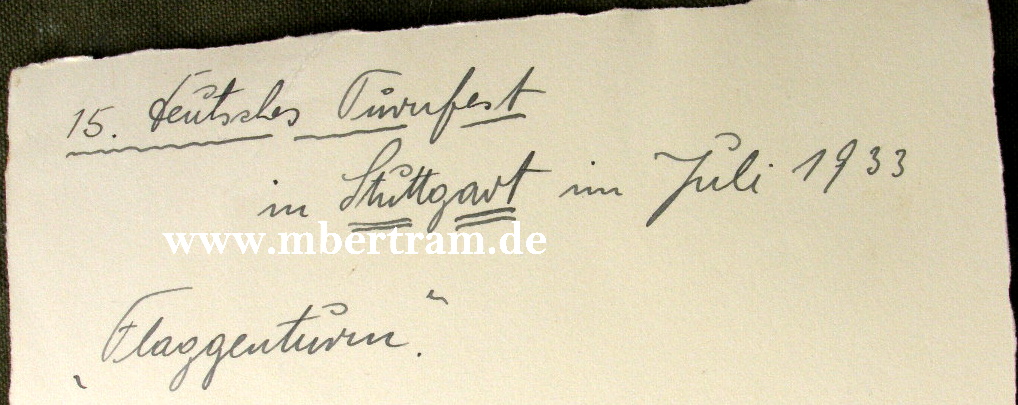 15. Deutsches Turnfest
in Stuttgart im Juli 1933
www.mbertram.de
„Flaggenturm."